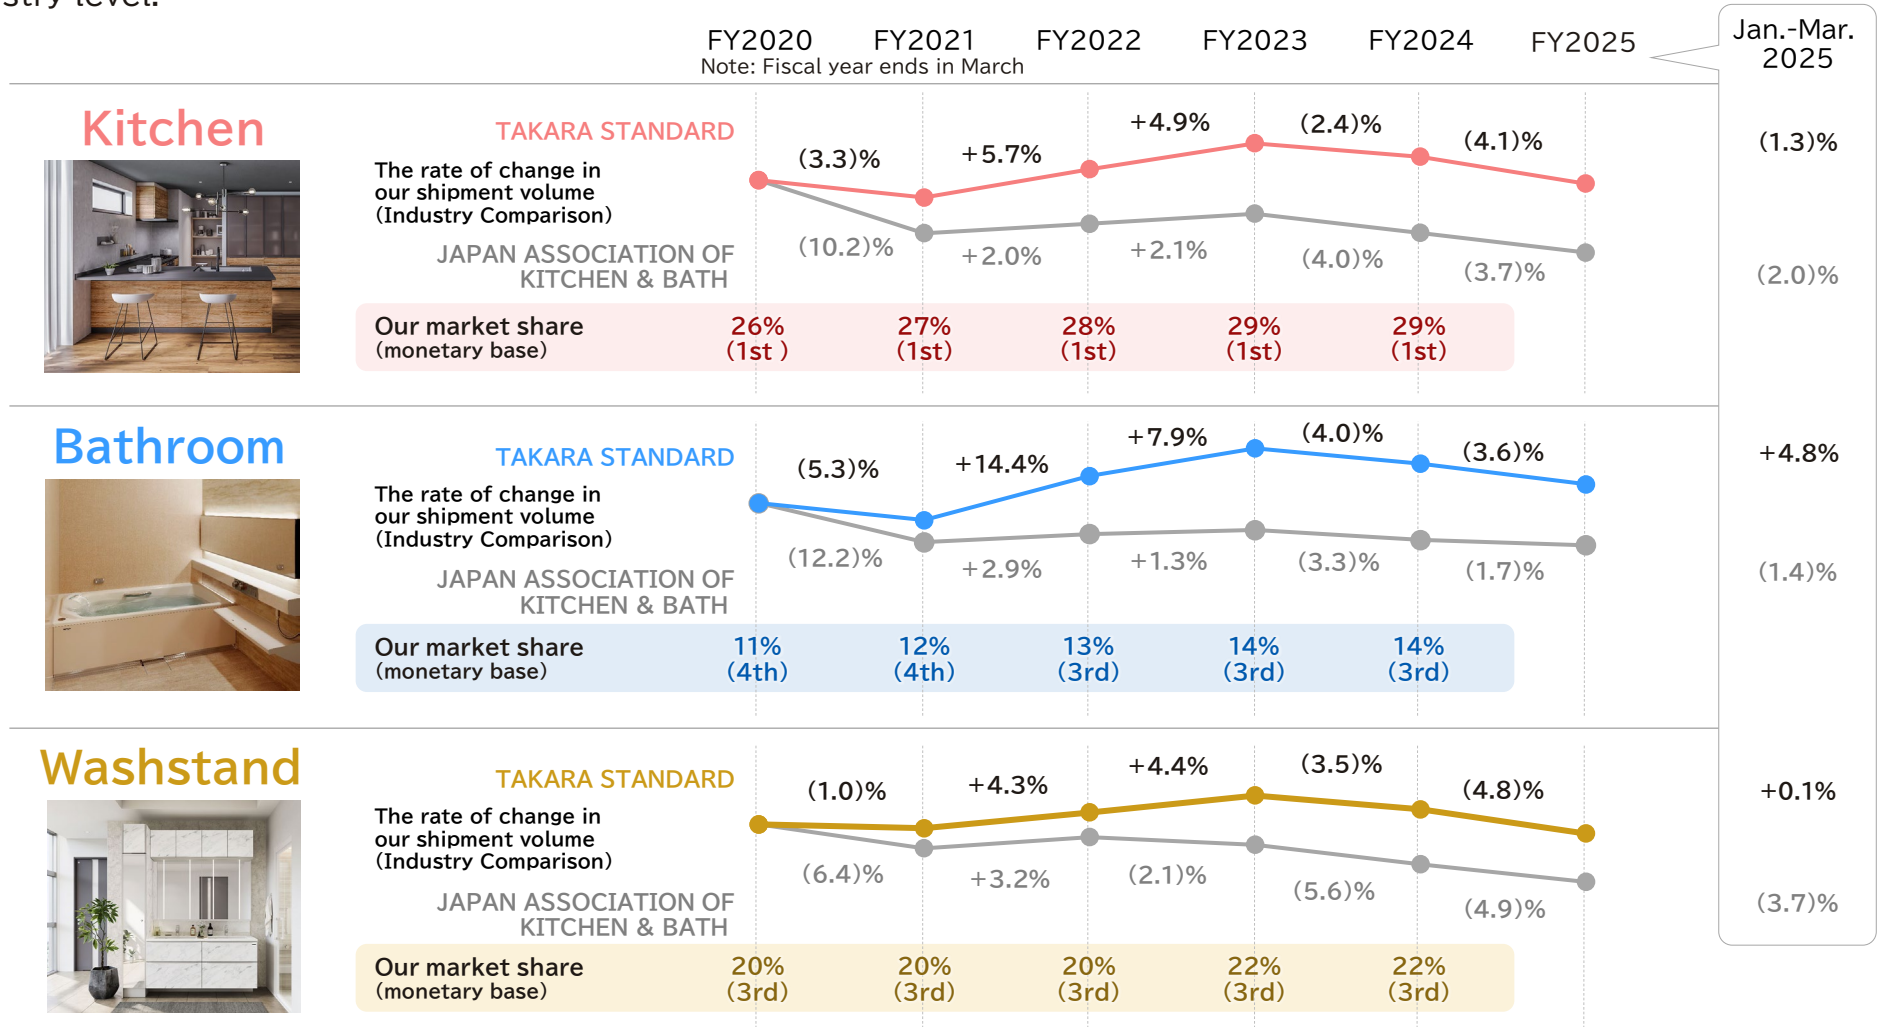 stry level.
FY2020 FY2021 FY2022 FY2023 FY2024 FY2025
Note: Fiscal year ends in March
Jan.-Mar.
2025
Kitchen
TAKARA STANDARD
The rate of change in
our shipment volume
(Industry Comparison)
JAPAN ASSOCIATION OF
KITCHEN & BATH
(3.3)% +5.7% +4.9% (2.4)% (4.1)% (1.3)%
(10.2)% +2.0% +2.1% (4.0)% (3.7)% (2.0)%
Our market share
(monetary base)
26% 27% 28% 29% 29%
(1st ) (1st) (1st) (1st) (1st)
Bathroom
TAKARA STANDARD
The rate of change in
our shipment volume
(Industry Comparison)
JAPAN ASSOCIATION OF
KITCHEN & BATH
(5.3)% +14.4% +7.9% (4.0)% (3.6)% +4.8%
(12.2)% +2.9% +1.3% (3.3)% (1.7)% (1.4)%
Our market share
(monetary base)
11% 12% 13% 14% 14%
(4th) (4th) (3rd) (3rd) (3rd)
Washstand
TAKARA STANDARD
The rate of change in
our shipment volume
(Industry Comparison)
JAPAN ASSOCIATION OF
KITCHEN & BATH
(1.0)% +4.3% +4.4% (3.5)% (4.8)% +0.1%
(6.4)% +3.2% (2.1)% (5.6)% (4.9)% (3.7)%
Our market share
(monetary base)
20% 20% 20% 22% 22%
(3rd) (3rd) (3rd) (3rd) (3rd)